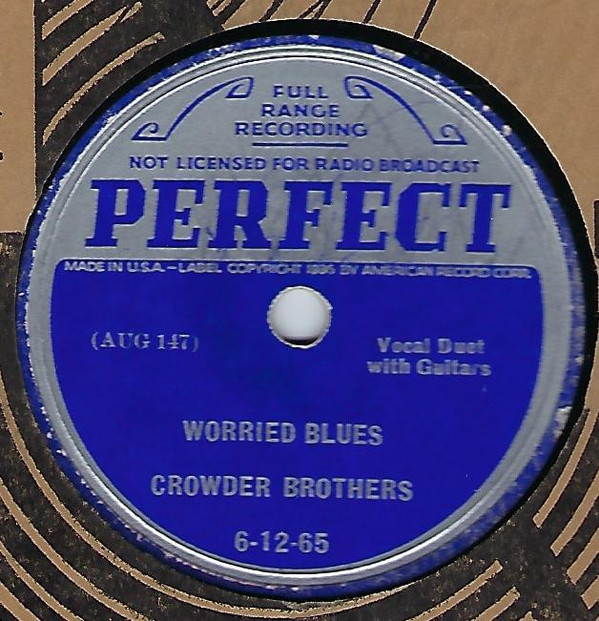 FULL
RANGE
RECORDING
NOT LICENSED FOR RADIO BROADCAST
PERFECT
MADE IN U.S.A.—LABEL COPYRIGHT 1936 BY AMERICAN RECORD CORP.
(AUG 147)
Vocal Duet
with Guitars
WORRIED BLUES
CROWDER BROTHERS
6-12-65